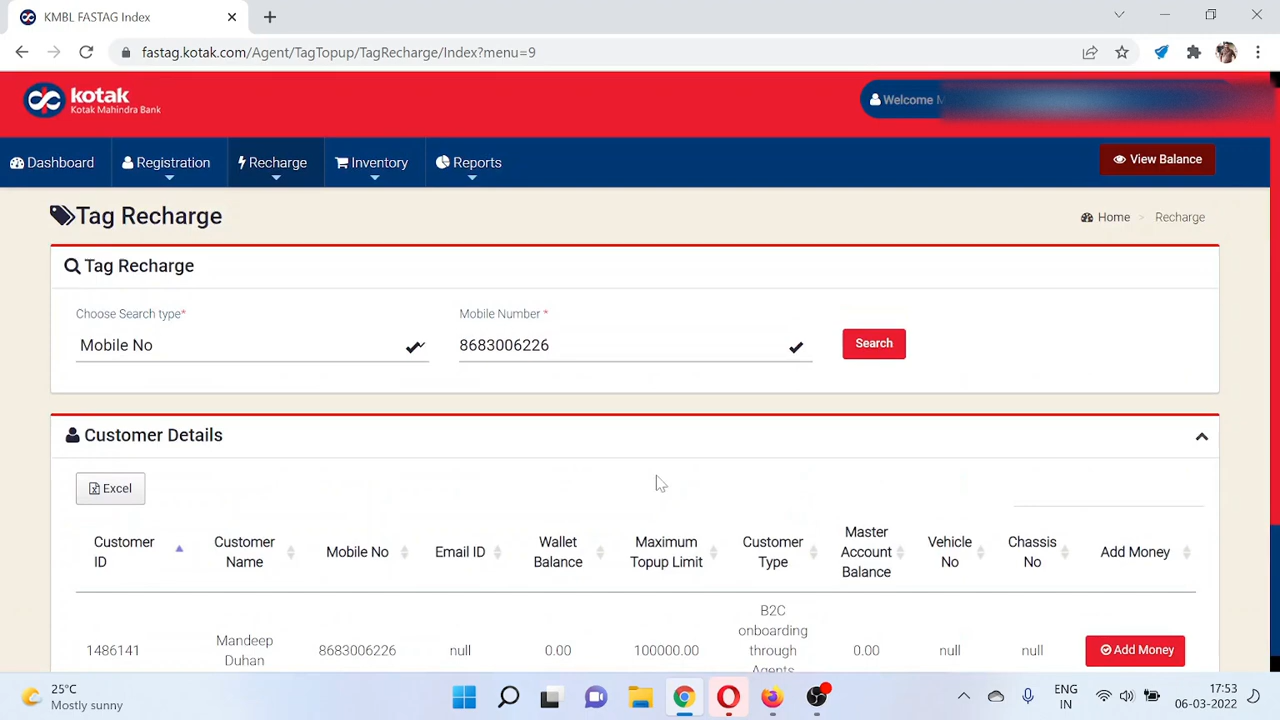 KMBL FASTAG Index
fastag.kotak.com/Agent/TagTopup/TagRecharge/Index?menu=9
kotak
Kotak Mahindra Bank
Welcome M
Dashboard
Registration
Recharge
Inventory
Reports
View Balance
Tag Recharge
Home > Recharge
Tag Recharge
Choose Search type*
Mobile Number *
Mobile No
8683006226
Search
Customer Details
Excel
Customer ID
Customer Name
Mobile No
Email ID
Wallet Balance
Maximum Topup Limit
Customer Type
Master Account Balance
Vehicle No
Chassis No
Add Money
1486141
Mandeep Duhan
8683006226
null
0.00
100000.00
B2C onboarding through Agents
0.00
null
null
Add Money
25°C
Mostly sunny
ENG
IN
17:53
06-03-2022